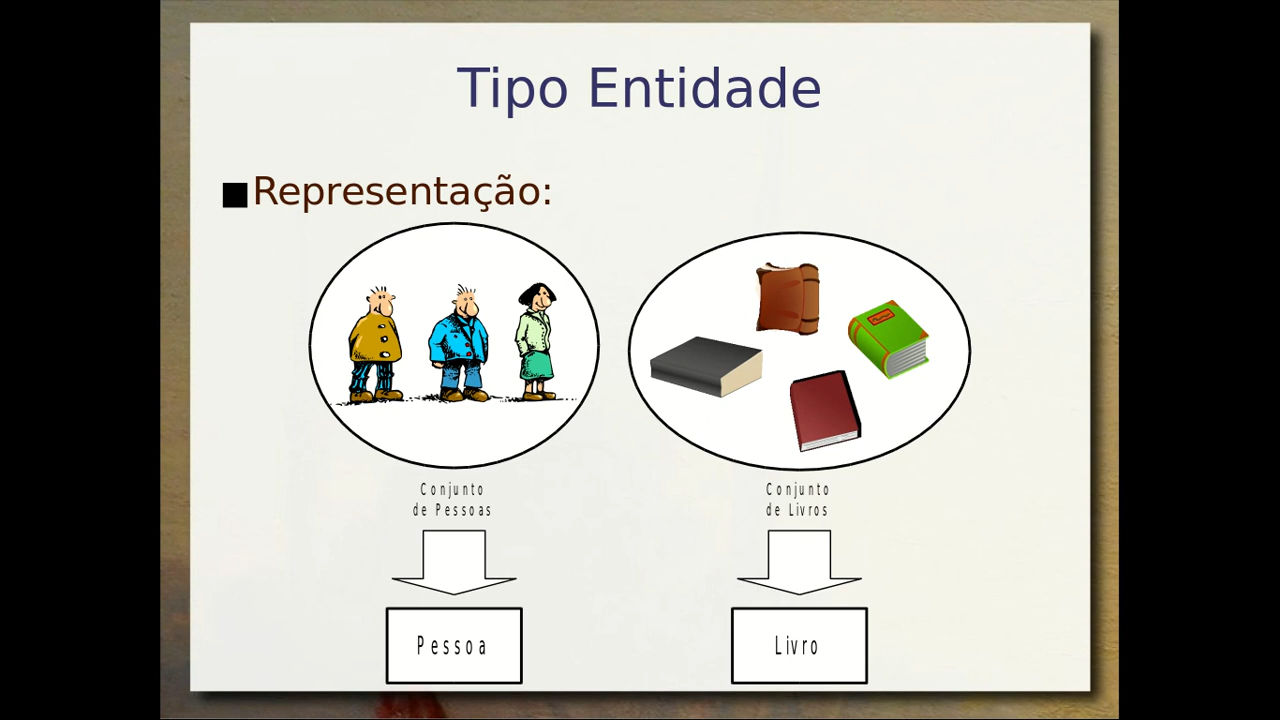 Tipo Entidade
Representação:
Conjunto
de Pessoas
Conjunto
de Livros
Pessoa
Livro